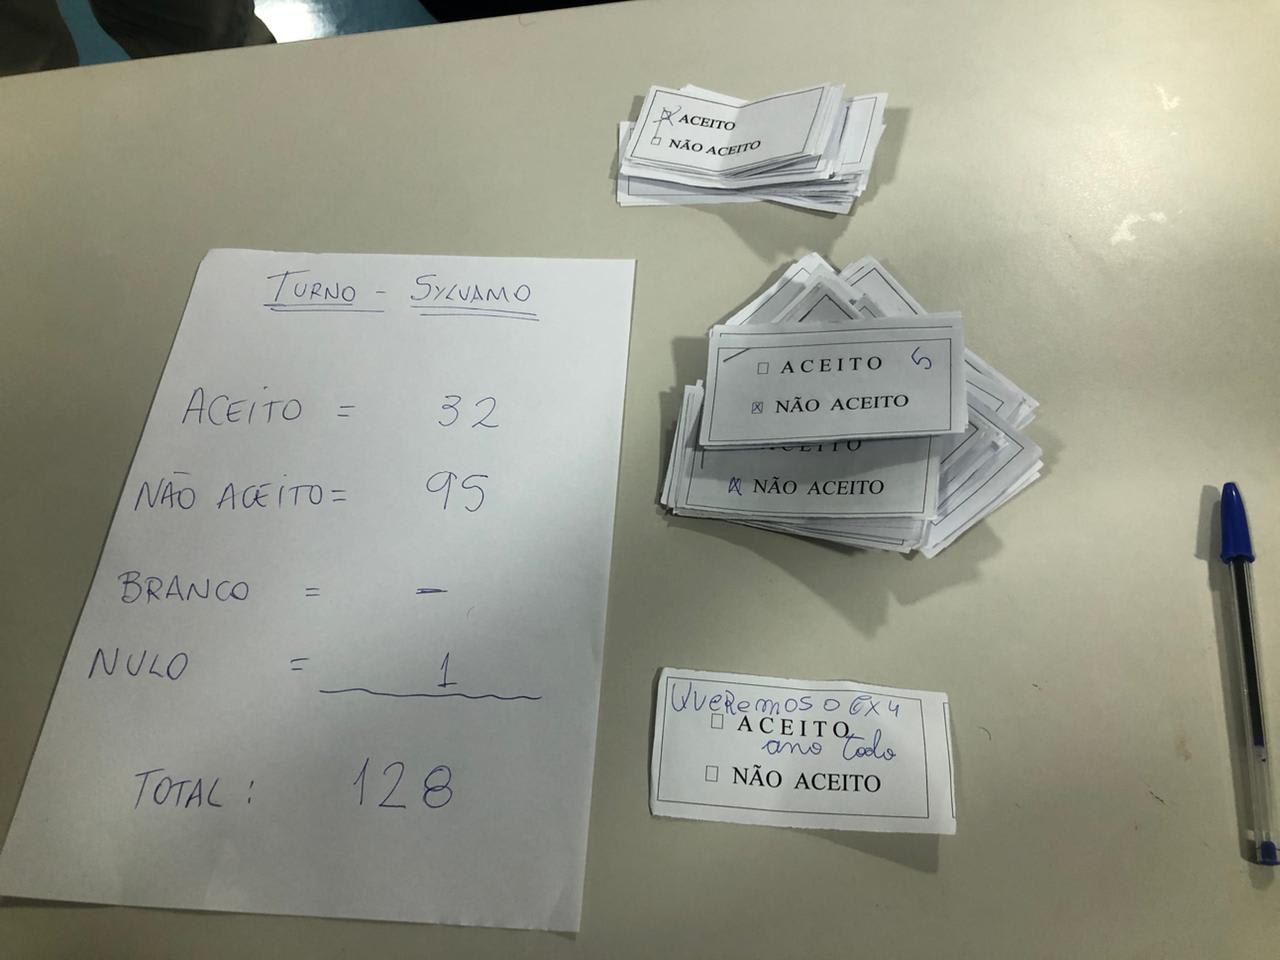 TURNO - SYLVAMO
ACEITO = 32
NÃO ACEITO = 95
BRANCO = -
NULO = 1
TOTAL: 128
ACEITO
NÃO ACEITO
ACEITO 5
NÃO ACEITO
ACEITO
NÃO ACEITO
QUeRemos o 6x4
ACEITO
ano todo
NÃO ACEITO